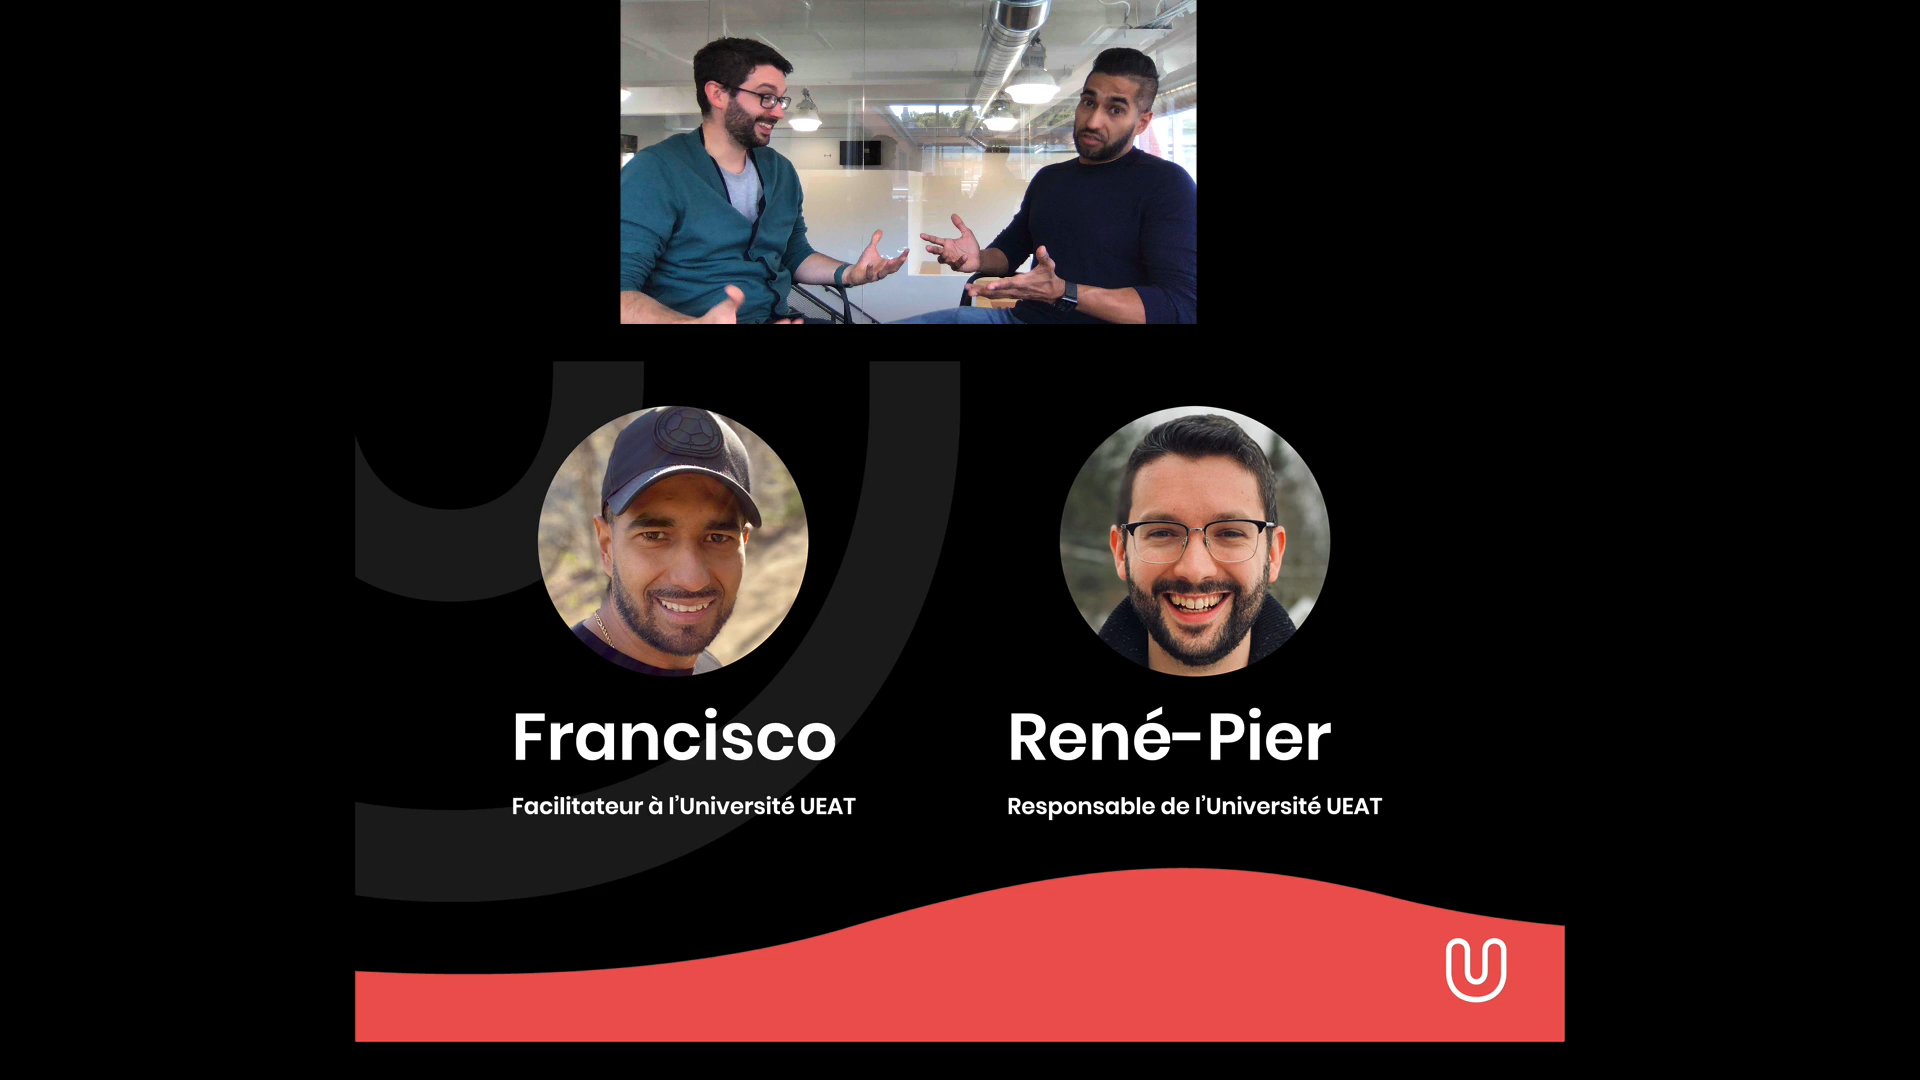 Francisco
Facilitateur à l'Université UEAT
René-Pier
Responsable de l'Université UEAT